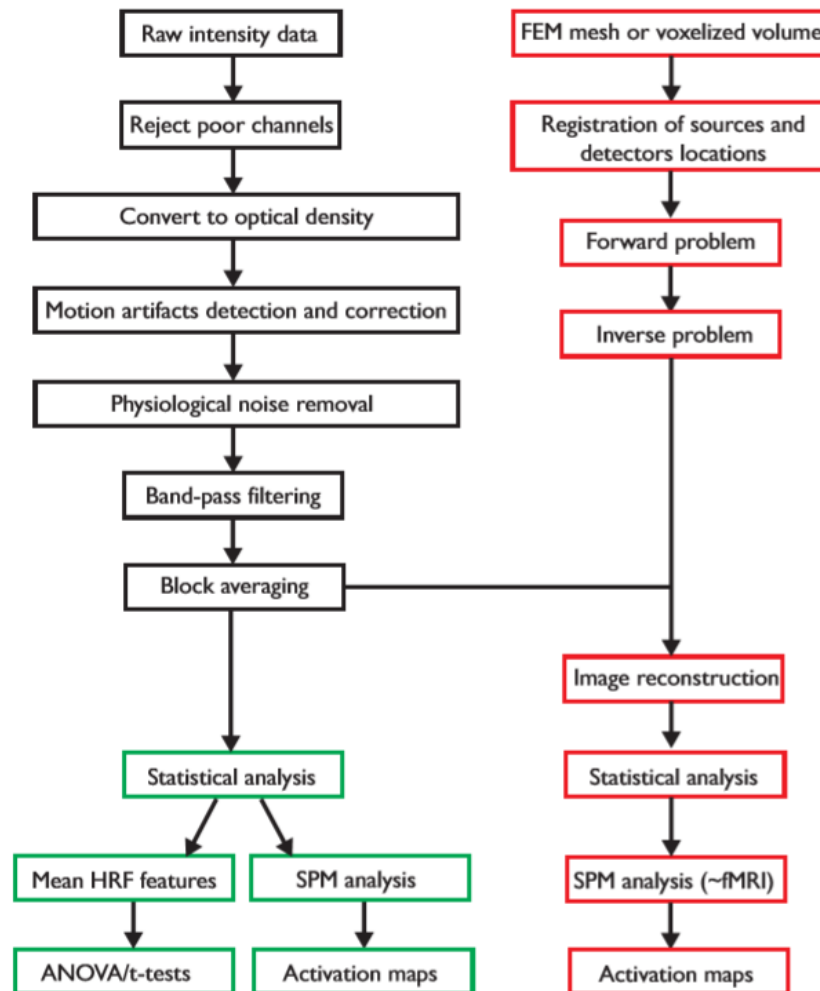 Raw intensity data
Reject poor channels
Convert to optical density
Motion artifacts detection and correction
Physiological noise removal
Band-pass filtering
Block averaging
Statistical analysis
Mean HRF features
SPM analysis
ANOVA/t-tests
Activation maps
FEM mesh or voxelized volume
Registration of sources and
detectors locations
Forward problem
Inverse problem
Image reconstruction
Statistical analysis
SPM analysis (~fMRI)
Activation maps